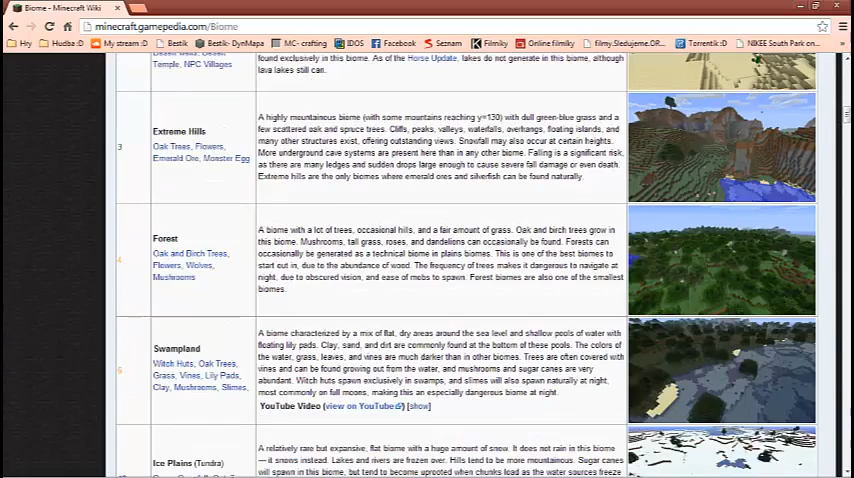 Biome - Minecraft Wiki
minecraft.gamepedia.com/Biome
Hry Hudba :D My stream :D Bestik Bestik- DynMapa MC- crafting IDOS Facebook Seznam Filmiky Online filmiky filmy.Sledujeme.OR... Torrentik :D NIKEE South Park on...
Temple, NPC Villages
found exclusively in this biome. As of the Horse Update, lakes do not generate in this biome, although
lava lakes still can.
3
Extreme Hills
Oak Trees, Flowers,
Emerald Ore, Monster Egg
A highly mountainous biome (with some mountains reaching y=130) with dull green-blue grass and a
few scattered oak and spruce trees. Cliffs, peaks, valleys, waterfalls, overhangs, floating islands, and
many other structures exist, offering outstanding views. Snowfall may also occur at certain heights.
More underground cave systems are present here than in any other biome. Falling is a significant risk,
as there are many ledges and sudden drops large enough to cause severe fall damage or even death.
Extreme hills are the only biomes where emerald ores and silverfish can be found naturally.
4
Forest
Oak and Birch Trees,
Flowers, Wolves,
Mushrooms
A biome with a lot of trees, occasional hills, and a fair amount of grass. Oak and birch trees grow in
this biome. Mushrooms, tall grass, roses, and dandelions can occasionally be found. Forests can
occasionally be generated as a technical biome in plains biomes. This is one of the best biomes to
start out in, due to the abundance of wood. The frequency of trees makes it dangerous to navigate at
night, due to obscured vision, and ease of mobs to spawn. Forest biomes are also one of the smallest
biomes.
Swampland
Witch Huts, Oak Trees,
Grass, Vines, Lily Pads,
Clay, Mushrooms, Slimes,
A biome characterized by a mix of flat, dry areas around the sea level and shallow pools of water with
floating lily pads. Clay, sand, and dirt are commonly found at the bottom of these pools. The colors of
the water, grass, leaves, and vines are much darker than in other biomes. Trees are often covered with
vines and can be found growing out from the water, and mushrooms and sugar canes are very
abundant. Witch huts spawn exclusively in swamps, and slimes will also spawn naturally at night,
most commonly on full moons, making this an especially dangerous biome at night.
YouTube Video (view on YouTube) [show]
Ice Plains (Tundra)
A relatively rare but expansive, flat biome with a huge amount of snow. It does not rain in this biome
— it snows instead. Lakes and rivers are frozen over. Hills tend to be more mountainous. Sugar canes
will spawn in this biome, but tend to become uprooted when chunks load as the water sources freeze